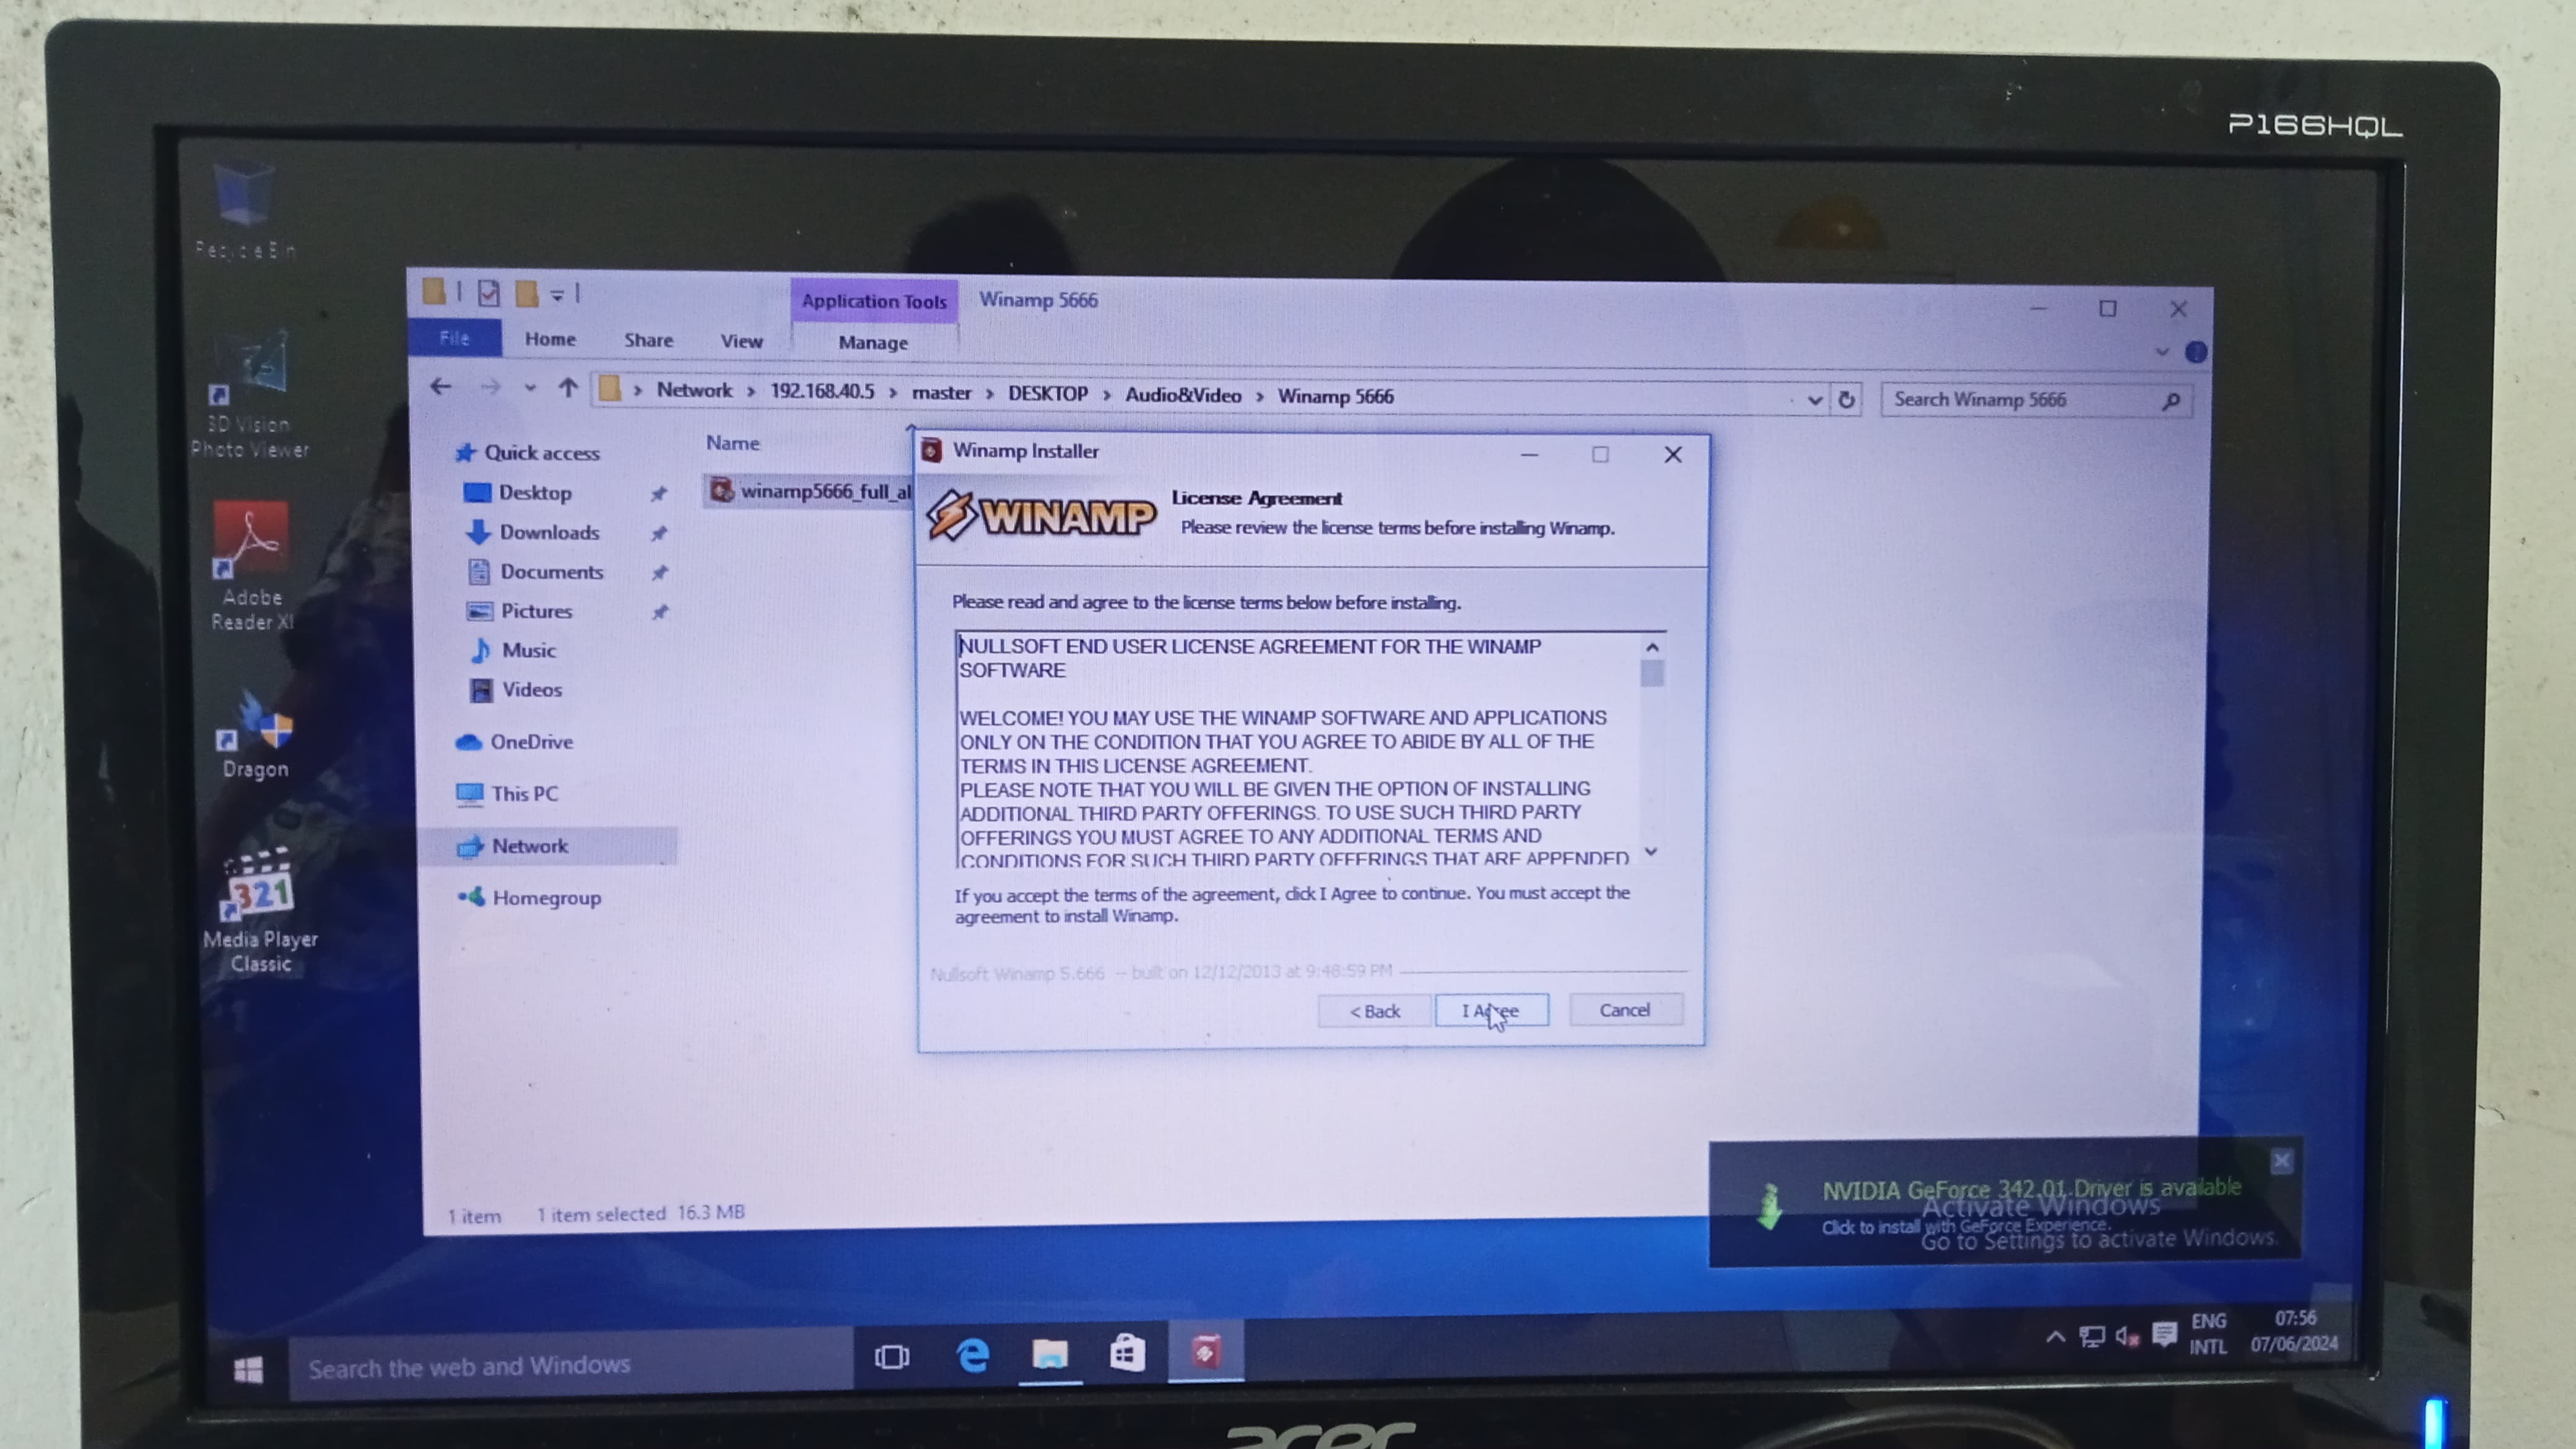 P166HQL
Recycle Bin
3D Vision
Photo Viewer
Adobe
Reader XI
Dragon
321
Media Player
Classic
Application Tools
Winamp 5666
File
Home
Share
View
Manage
Network > 192.168.40.5 > master > DESKTOP > Audio&Video > Winamp 5666
Search Winamp 5666
Quick access
Desktop
Downloads
Documents
Pictures
Music
Videos
OneDrive
This PC
Network
Homegroup
Name
winamp5666_full_al
1 item
1 item selected 16.3 MB
Winamp Installer
WINAMP
License Agreement
Please review the license terms before installing Winamp.
Please read and agree to the license terms below before installing.
NULLSOFT END USER LICENSE AGREEMENT FOR THE WINAMP
SOFTWARE
WELCOME! YOU MAY USE THE WINAMP SOFTWARE AND APPLICATIONS
ONLY ON THE CONDITION THAT YOU AGREE TO ABIDE BY ALL OF THE
TERMS IN THIS LICENSE AGREEMENT.
PLEASE NOTE THAT YOU WILL BE GIVEN THE OPTION OF INSTALLING
ADDITIONAL THIRD PARTY OFFERINGS. TO USE SUCH THIRD PARTY
OFFERINGS YOU MUST AGREE TO ANY ADDITIONAL TERMS AND
CONDITIONS FOR SUCH THIRD PARTY OFFERINGS THAT ARE APPENDED
If you accept the terms of the agreement, click I Agree to continue. You must accept the
agreement to install Winamp.
Nullsoft Winamp 5.666 -- built on 12/12/2013 at 9:48:59 PM
< Back
I Agree
Cancel
NVIDIA GeForce 342.01 Driver is available
Activate Windows
Click to install with GeForce Experience.
Go to Settings to activate Windows.
Search the web and Windows
ENG
INTL
07:56
07/06/2024
acer